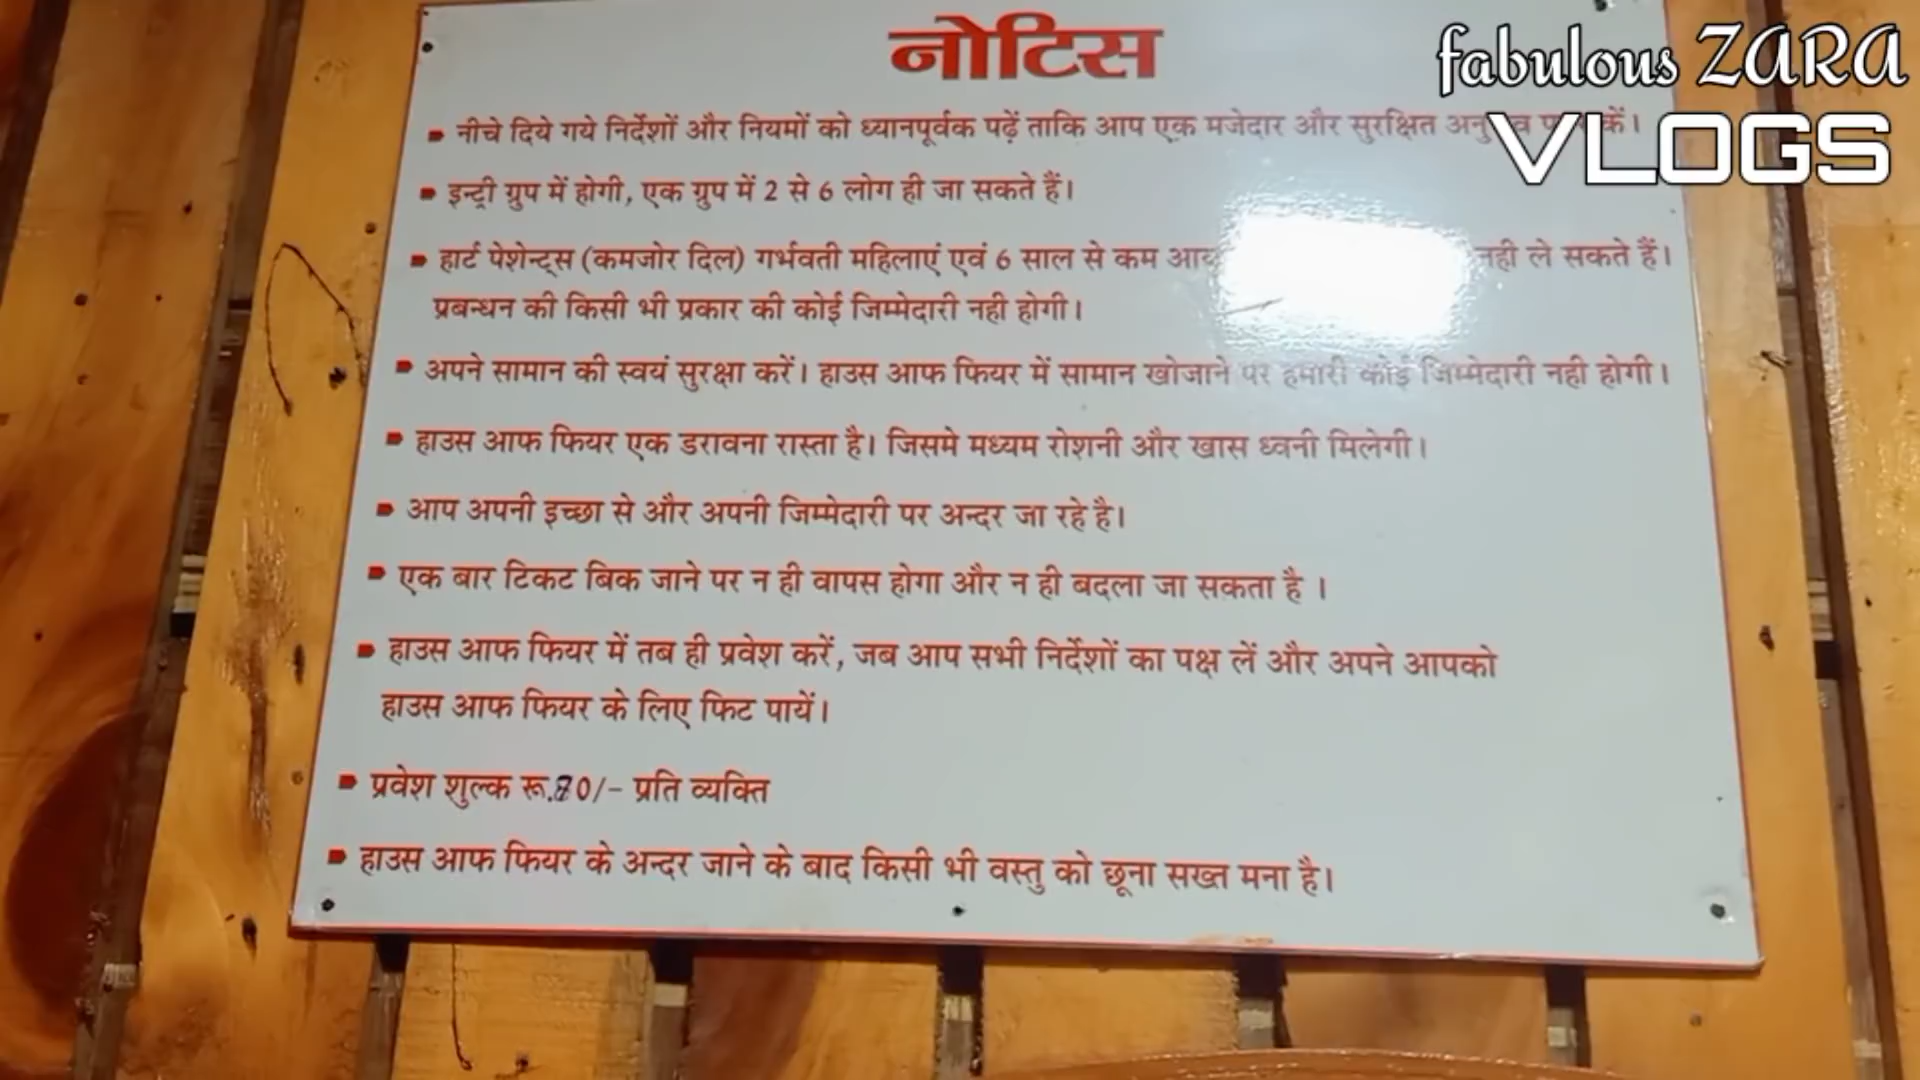 नोटिस
fabulous ZARA
VLOGS
नीचे दिये गये निर्देशों और नियमों को ध्यानपूर्वक पढ़ें ताकि आप एक मजेदार और सुरक्षित
इन्ट्री ग्रुप में होगी, एक ग्रुप में 2 से 6 लोग ही जा सकते हैं।
हार्ट पेशेन्ट्स (कमजोर दिल) गर्भवती महिलाएं एवं 6 साल से कम नही ले सकते हैं।
प्रबन्धन की किसी भी प्रकार की कोई जिम्मेदारी नही होगी।
अपने सामान की स्वयं सुरक्षा करें। हाउस आफ फियर में सामान खोजाने पर हमारी कोई जिम्मेदारी नही होगी।
हाउस आफ फियर एक डरावना रास्ता है। जिसमे मध्यम रोशनी और खास ध्वनी मिलेगी।
आप अपनी इच्छा से और अपनी जिम्मेदारी पर अन्दर जा रहे है।
एक बार टिकट बिक जाने पर न ही वापस होगा और न ही बदला जा सकता है ।
हाउस आफ फियर में तब ही प्रवेश करें, जब आप सभी निर्देशों का पक्ष लें और अपने आपको
हाउस आफ फियर के लिए फिट पायें।
प्रवेश शुल्क प्रति व्यक्ति
हाउस आफ फियर के अन्दर जाने के बाद किसी भी वस्तु को छूना सख्त मना है।